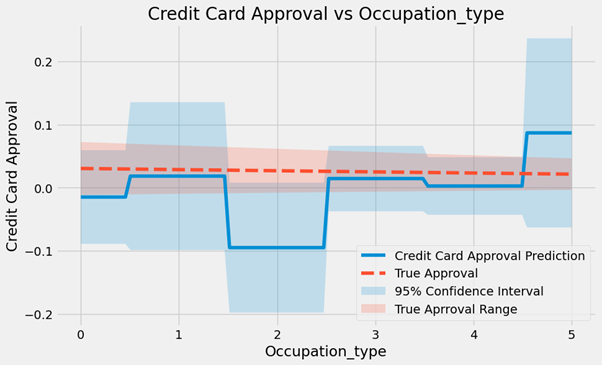 Credit Card Approval vs Occupation_type
Credit Card Approval
0.2
0.1
0.0
−0.1
−0.2
0
1
2
3
4
5
Occupation_type
Credit Card Approval Prediction
True Approval
95% Confidence Interval
True Aprroval Range